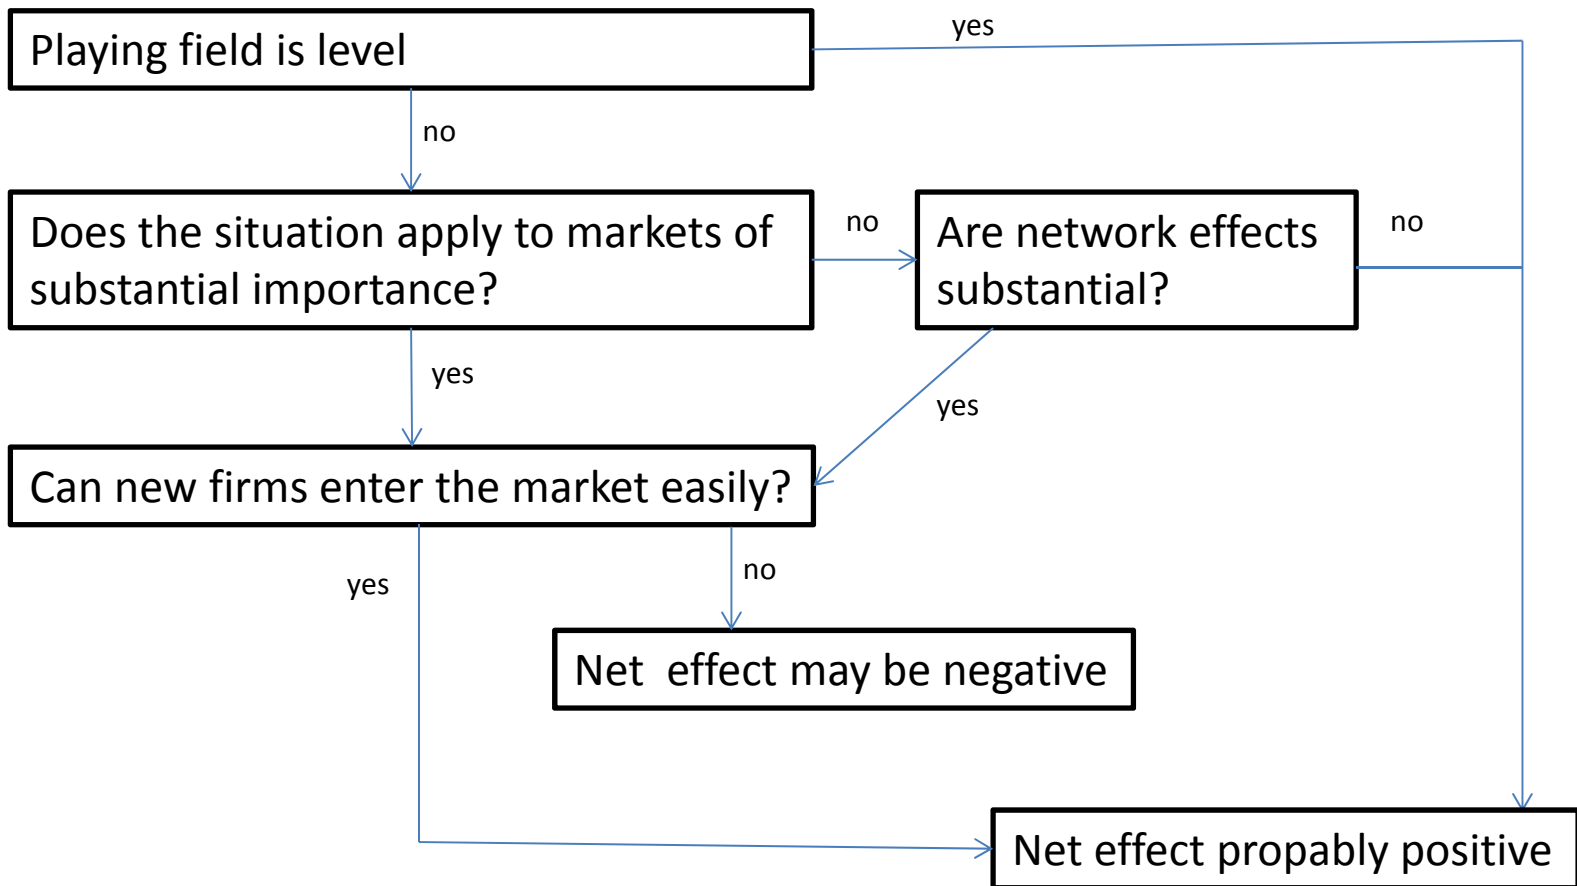 yes
Playing field is level
no
Does the situation apply to markets of
substantial importance?
no
Are network effects
substantial?
no
yes
yes
Can new firms enter the market easily?
yes
no
Net  effect may be negative
Net effect propably positive